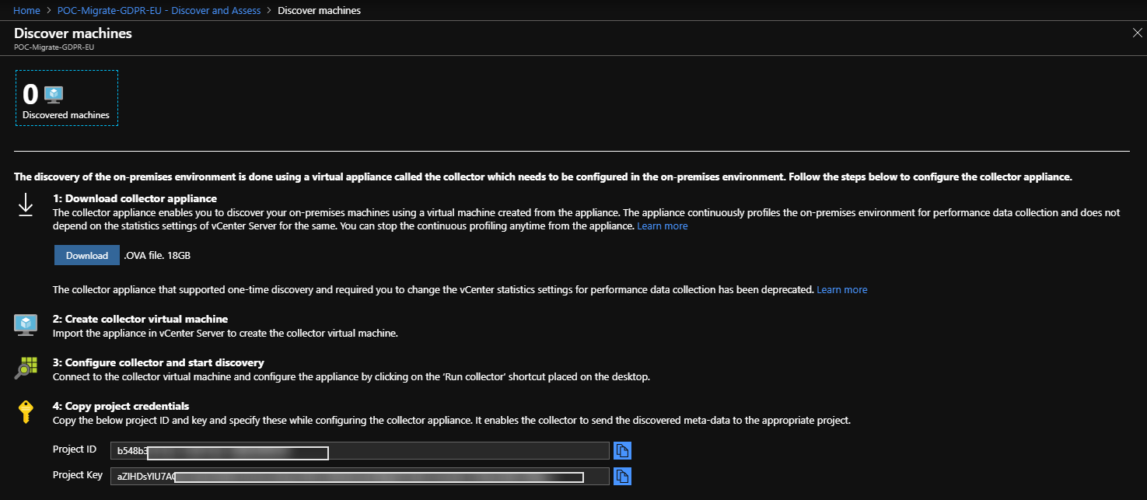 Home > POC-Migrate-GDPR-EU - Discover and Assess > Discover machines
Discover machines
POC-Migrate-GDPR-EU
0
Discovered machines
The discovery of the on-premises environment is done using a virtual appliance called the collector which needs to be configured in the on-premises environment. Follow the steps below to configure the collector appliance.
1: Download collector appliance
The collector appliance enables you to discover your on-premises machines using a virtual machine created from the appliance. The appliance continuously profiles the on-premises environment for performance data collection and does not
depend on the statistics settings of vCenter Server for the same. You can stop the continuous profiling anytime from the appliance. Learn more
Download .OVA file. 18GB
The collector appliance that supported one-time discovery and required you to change the vCenter statistics settings for performance data collection has been deprecated. Learn more
2: Create collector virtual machine
Import the appliance in vCenter Server to create the collector virtual machine.
3: Configure collector and start discovery
Connect to the collector virtual machine and configure the appliance by clicking on the 'Run collector' shortcut placed on the desktop.
4: Copy project credentials
Copy the below project ID and key and specify these while configuring the collector appliance. It enables the collector to send the discovered meta-data to the appropriate project.
Project ID b548b3
Project Key